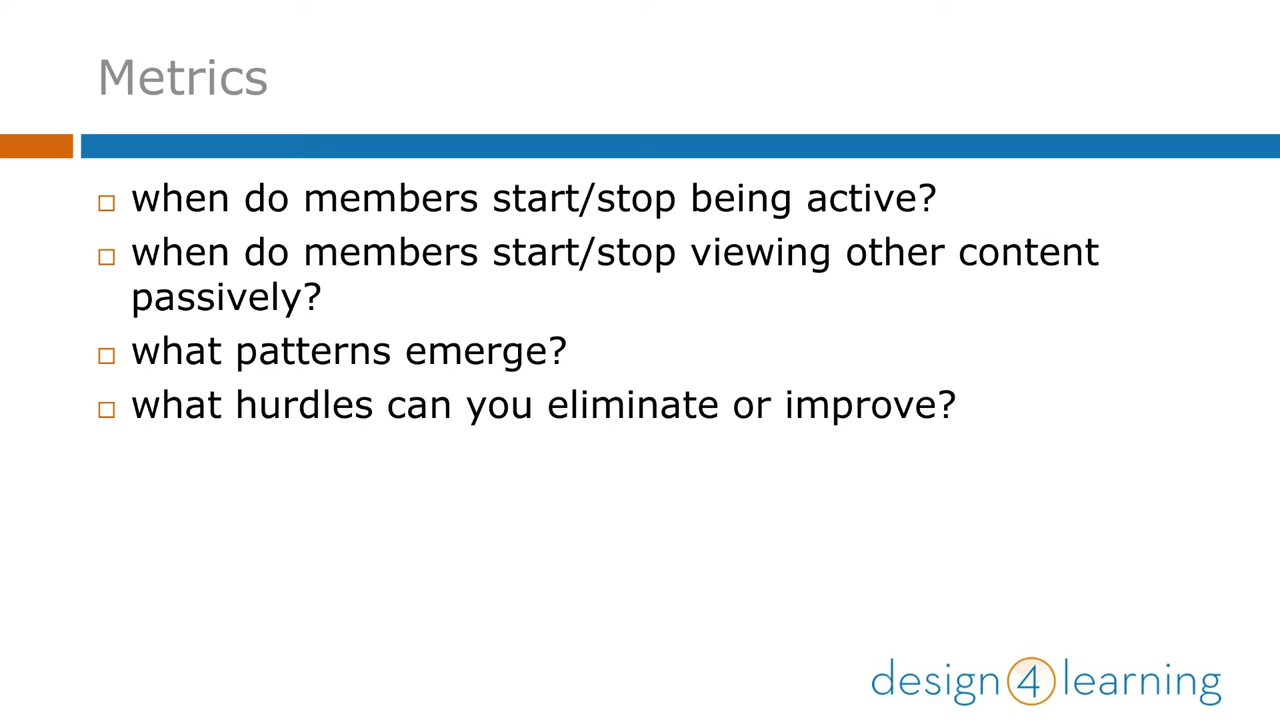 Metrics
when do members start/stop being active?
when do members start/stop viewing other content
passively?
what patterns emerge?
what hurdles can you eliminate or improve?
design 4 learning